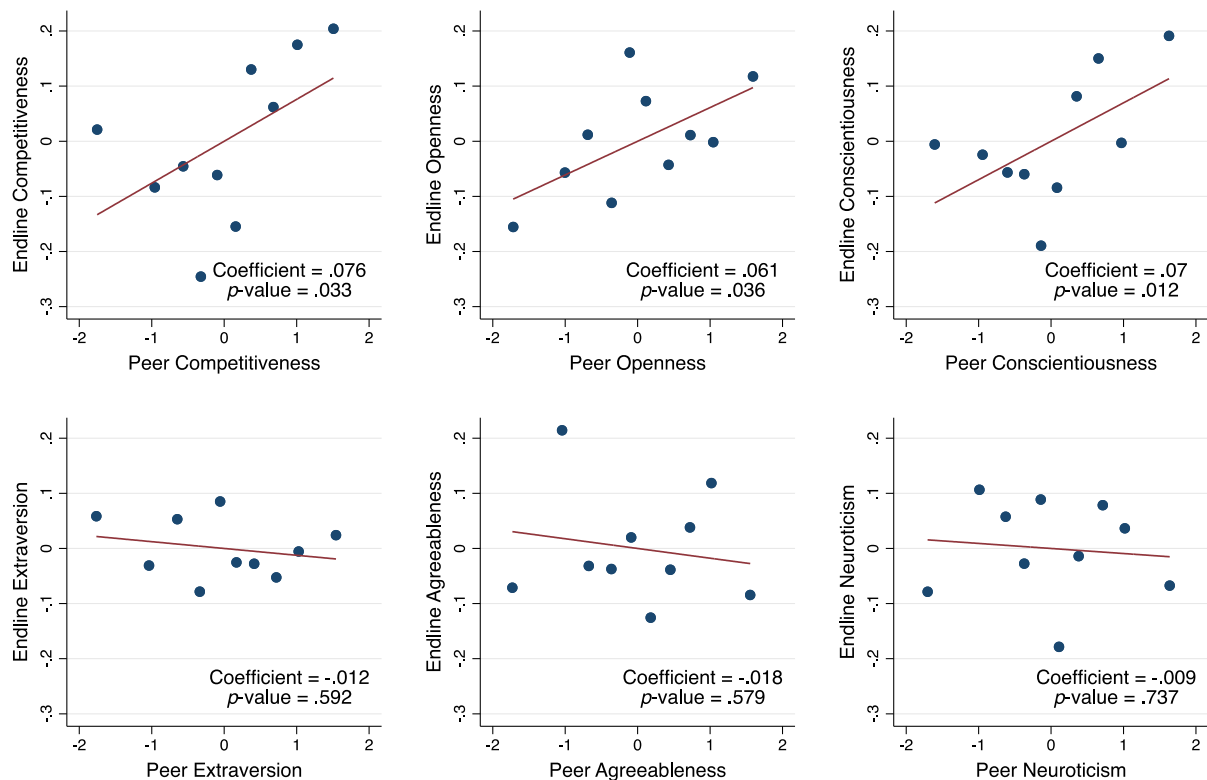 Endline Competitiveness
.2
.1
0
-.1
-.2
-.3
Coefficient = .076
p-value = .033
-2 -1 0 1 2
Peer Competitiveness
Endline Openness
.2
.1
0
-.1
-.2
-.3
Coefficient = .061
p-value = .036
-2 -1 0 1 2
Peer Openness
Endline Conscientiousness
.2
.1
0
-.1
-.2
-.3
Coefficient = .07
p-value = .012
-2 -1 0 1 2
Peer Conscientiousness
Endline Extraversion
.2
.1
0
-.1
-.2
-.3
Coefficient = -.012
p-value = .592
-2 -1 0 1 2
Peer Extraversion
Endline Agreeableness
.2
.1
0
-.1
-.2
-.3
Coefficient = -.018
p-value = .579
-2 -1 0 1 2
Peer Agreeableness
Endline Neuroticism
.2
.1
0
-.1
-.2
-.3
Coefficient = -.009
p-value = .737
-2 -1 0 1 2
Peer Neuroticism